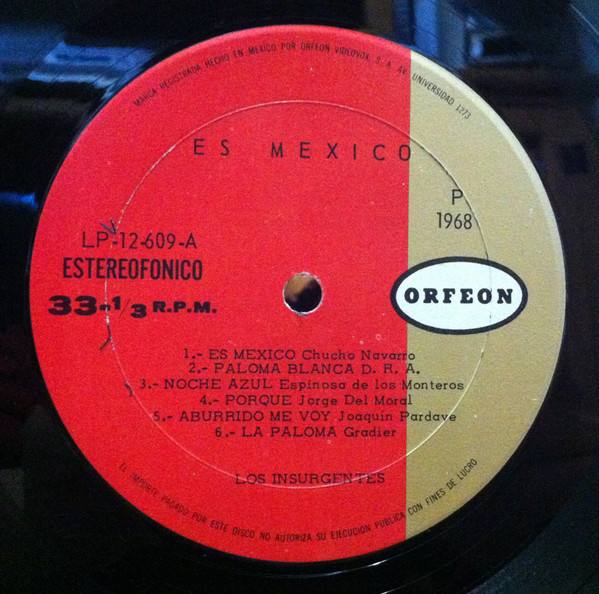 MARCA REGISTRADA HECHO EN MEXICO POR ORFEON VIDEOVOX, S. A. AV. UNIVERSIDAD 1273
ES MEXICO
P
1968
LP-12-609-A
ESTEREOFONICO
33-1/3 R.P.M.
ORFEON
1.- ES MEXICO Chucho Navarro
2.- PALOMA BLANCA D. R. A.
3.- NOCHE AZUL Espinosa de los Monteros
4.- PORQUE Jorge Del Moral
5.- ABURRIDO ME VOY Joaquin Pardave
6.- LA PALOMA Gradier
LOS INSURGENTES
EL IMPORTE PAGADO POR ESTE DISCO NO AUTORIZA SU EJECUCION PUBLICA CON FINES DE LUCRO